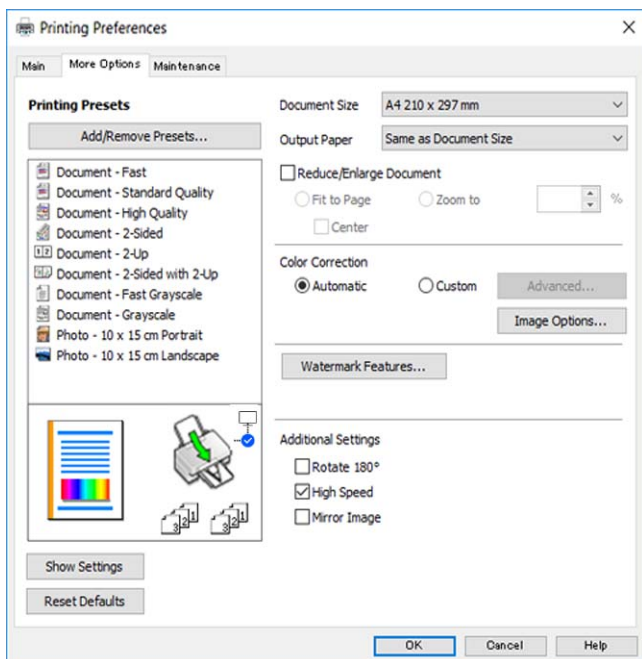 Printing Preferences
Main
More Options
Maintenance
Printing Presets
Add/Remove Presets...
Document - Fast
Document - Standard Quality
Document - High Quality
Document - 2-Sided
Document - 2-Up
Document - 2-Sided with 2-Up
Document - Fast Grayscale
Document - Grayscale
Photo - 10 x 15 cm Portrait
Photo - 10 x 15 cm Landscape
Show Settings
Reset Defaults
Document Size
A4 210 x 297 mm
Output Paper
Same as Document Size
Reduce/Enlarge Document
Fit to Page
Zoom to
%
Center
Color Correction
Automatic
Custom
Advanced...
Image Options...
Watermark Features...
Additional Settings
Rotate 180°
High Speed
Mirror Image
OK
Cancel
Help